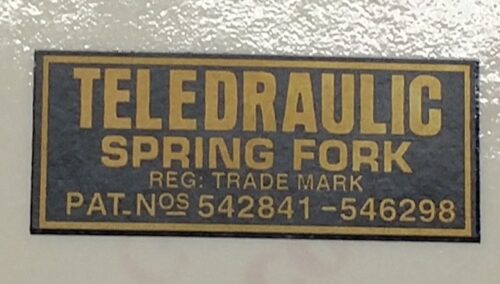 TELEDRAULIC
SPRING FORK
REG: TRADE MARK
PAT-Nos 542841-546298